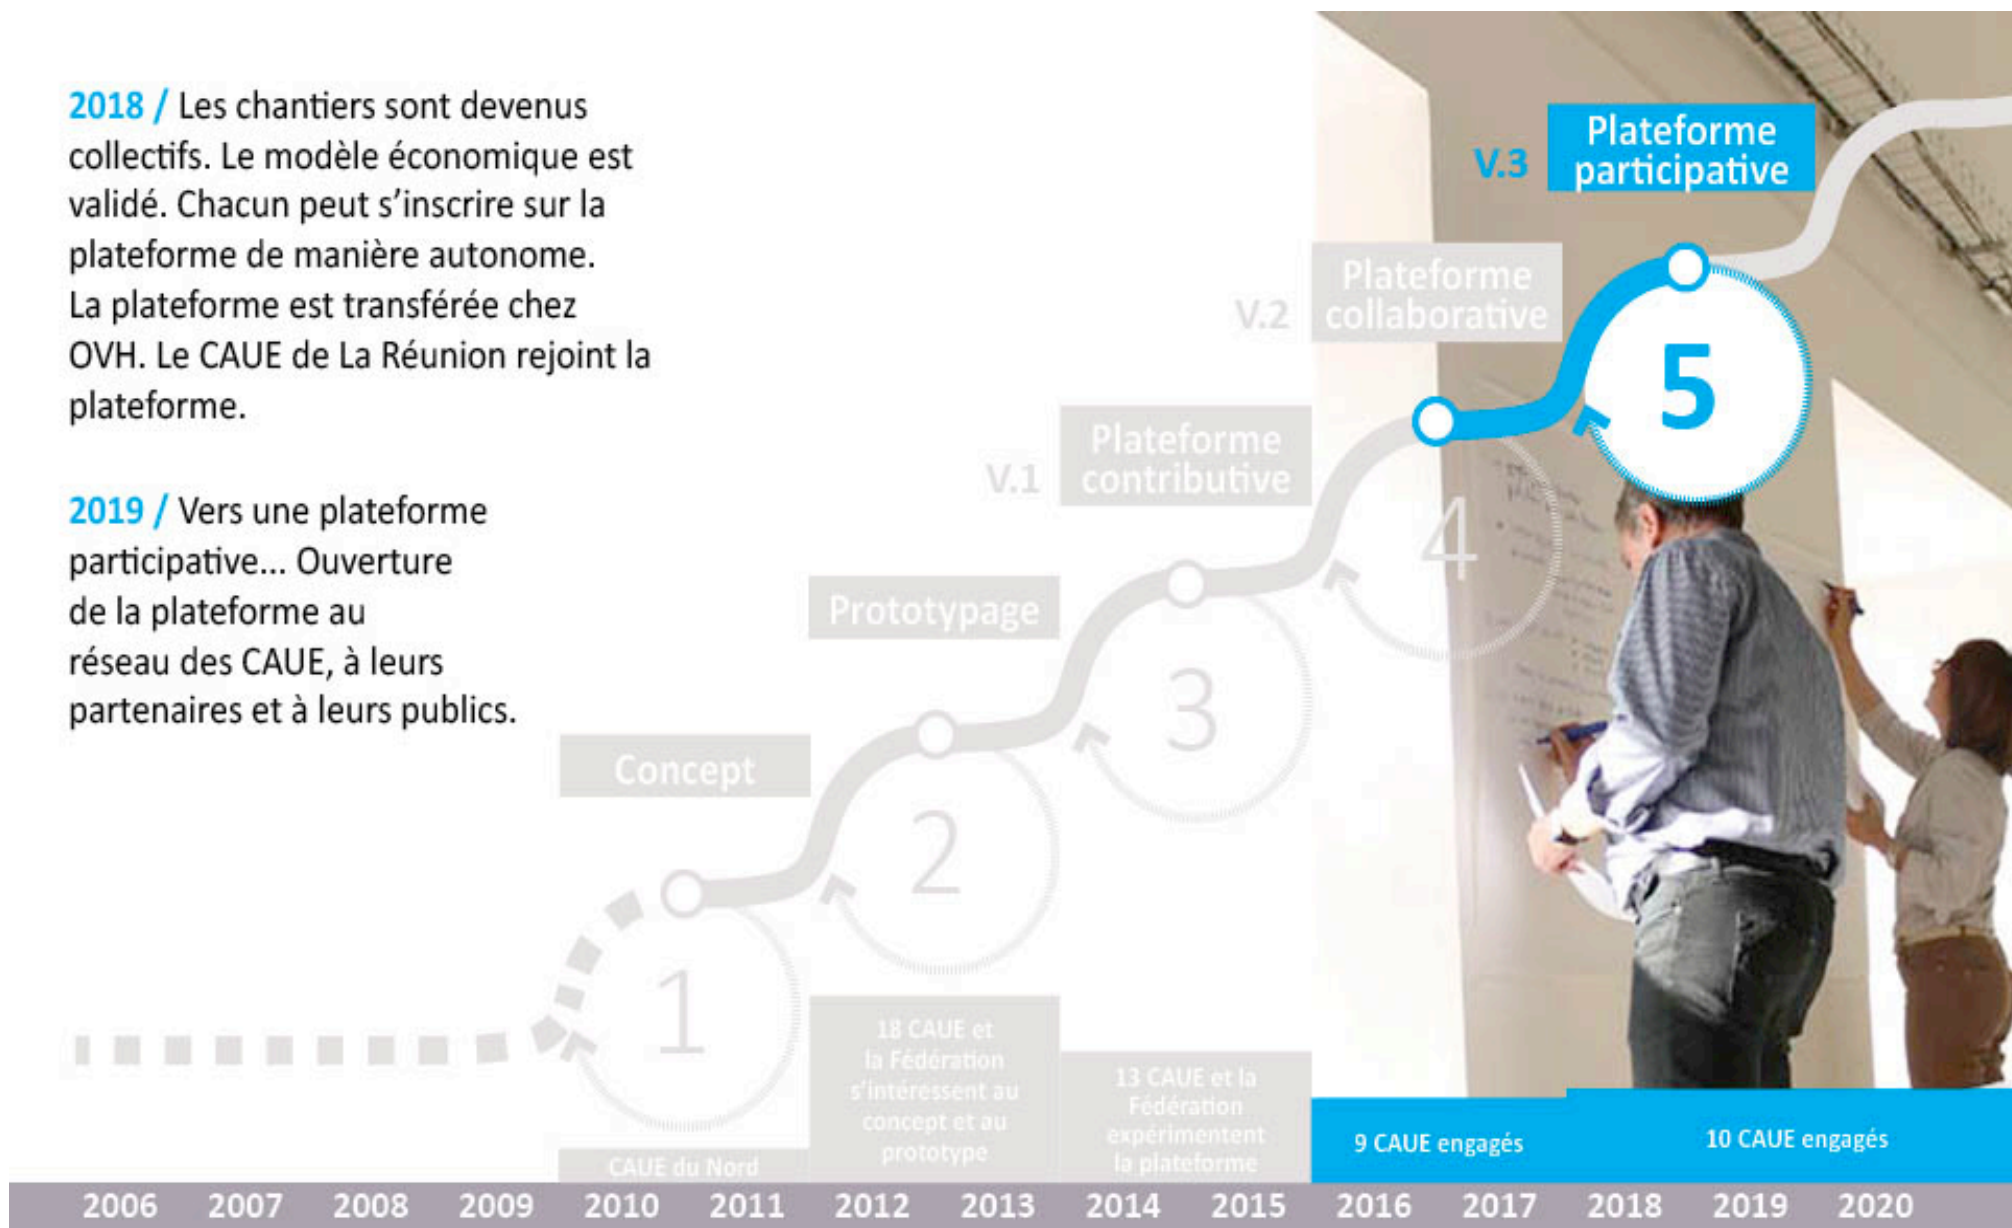 2018 / Les chantiers sont devenus
collectifs. Le modèle économique est
validé. Chacun peut s’inscrire sur la
plateforme de manière autonome.
La plateforme est transférée chez
OVH. Le CAUE de La Réunion rejoint la
plateforme.
2019 / Vers une plateforme
participative... Ouverture
de la plateforme au
réseau des CAUE, à leurs
partenaires et à leurs publics.
V.3
Plateforme
participative
5
V.2
Plateforme
collaborative
4
V.1
Plateforme
contributive
3
Prototypage
2
Concept
1
CAUE du Nord
18 CAUE et
la Fédération
s’intéressent au
concept et au
prototype
13 CAUE et la
Fédération
expérimentent
la plateforme
9 CAUE engagés
10 CAUE engagés
2006 2007 2008 2009 2010 2011 2012 2013 2014 2015 2016 2017 2018 2019 2020